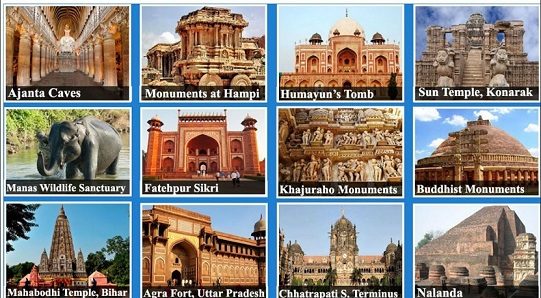 Ajanta Caves
Monuments at Hampi
Humayun's Tomb
Sun Temple, Konarak
Manas Wildlife Sanctuary
Fatehpur Sikri
Khajuraho Monuments
Buddhist Monuments
Mahabodhi Temple, Bihar
Agra Fort, Uttar Pradesh
Chhatrapati S. Terminus
Nalanda